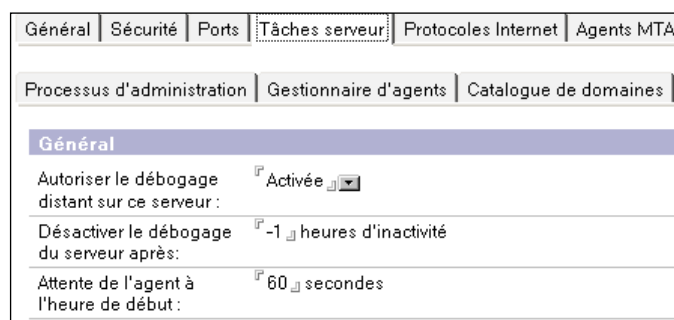 Général Sécurité Ports Tâches serveur Protocoles Internet Agents MTA
Processus d'administration Gestionnaire d'agents Catalogue de domaines
Général
Autoriser le débogage Activée
distant sur ce serveur :
Désactiver le débogage -1 heures d'inactivité
du serveur après:
Attente de l'agent à 60 secondes
l'heure de début :